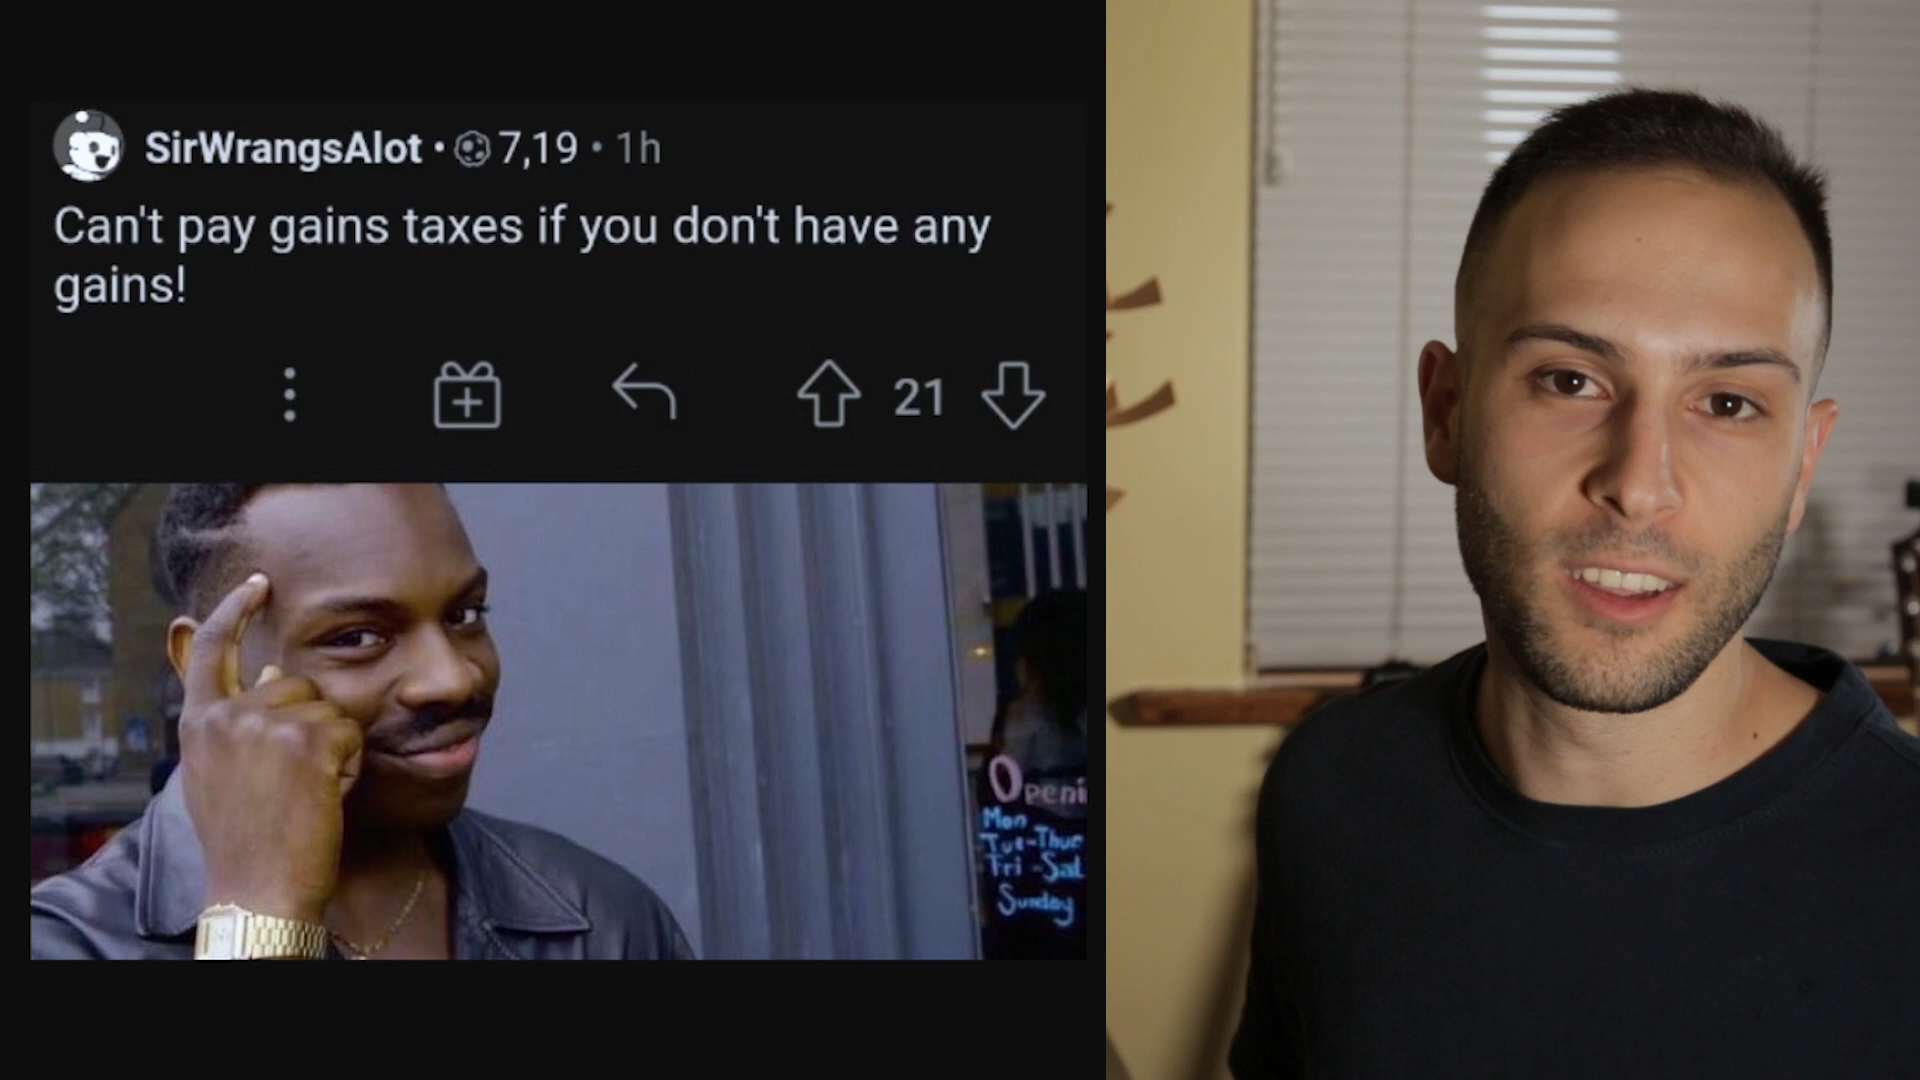 SirWrangsAlot • 7,19 • 1h
Can't pay gains taxes if you don't have any
gains!
21
Openi
Mon
Tue-Thur
Fri -Sat
Sunday